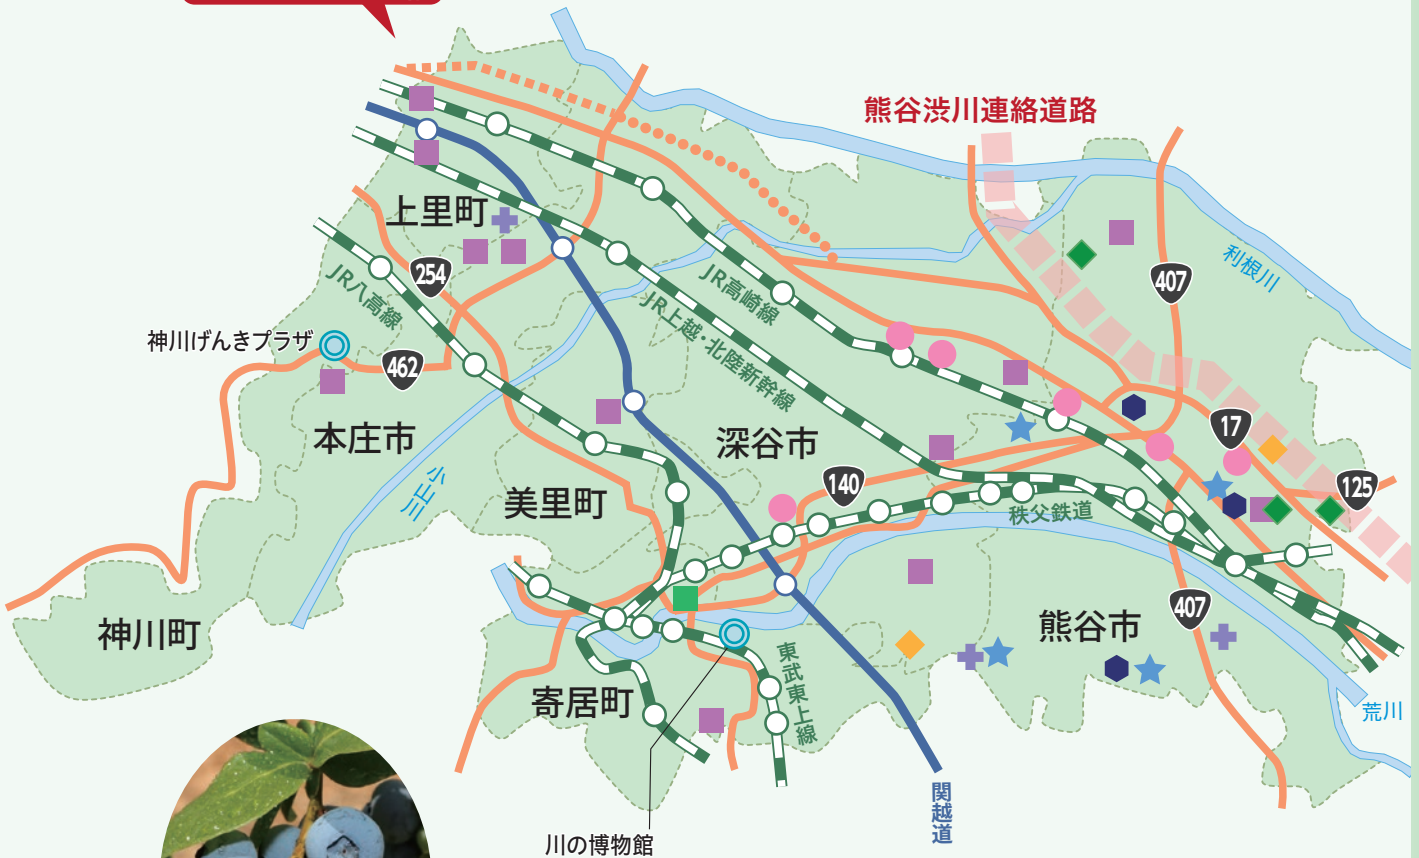 熊谷渋川連絡道路
上里町
254
JR八高線
JR高崎線
JR上越・北陸新幹線
407
利根川
神川げんきプラザ
462
本庄市
小山川
深谷市
17
140
125
美里町
秩父鉄道
407
熊谷市
神川町
寄居町
東武東上線
荒川
関越道
川の博物館